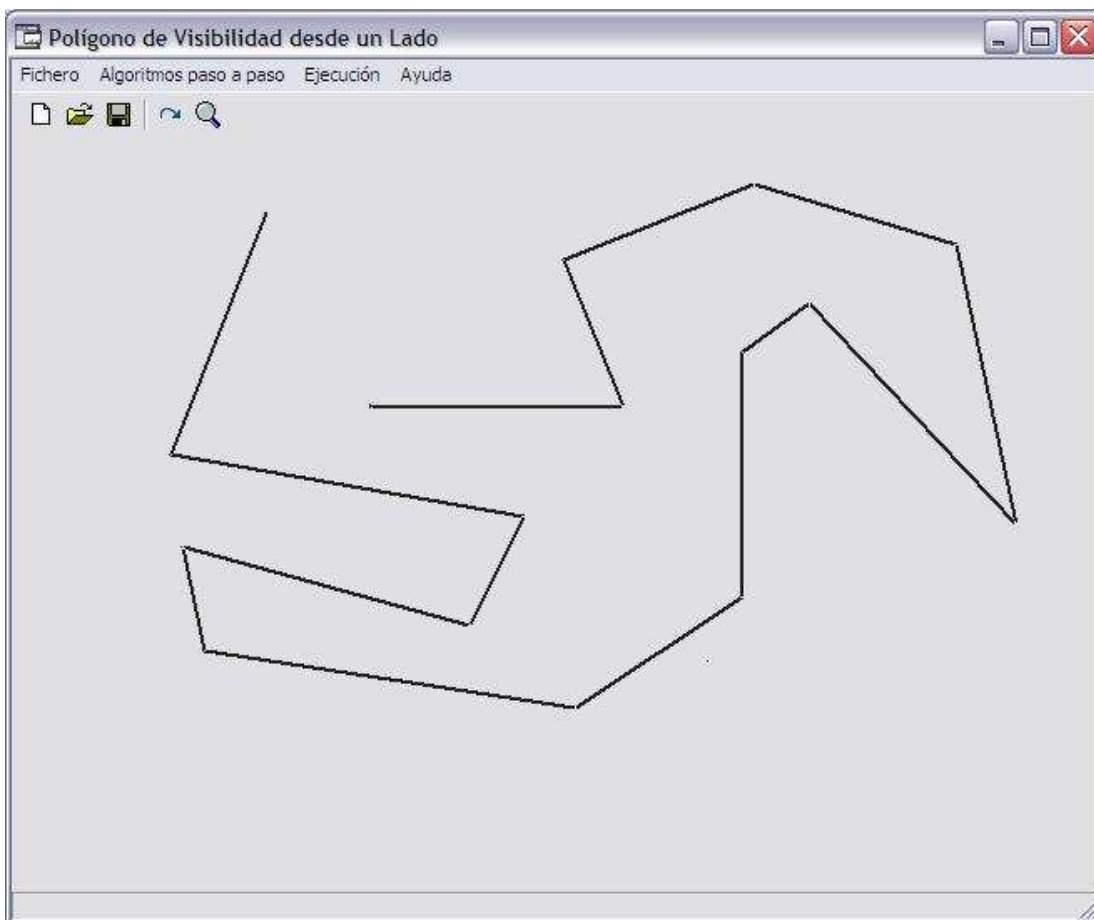 Polígono de Visibilidad desde un Lado
Fichero Algoritmos paso a paso Ejecución Ayuda